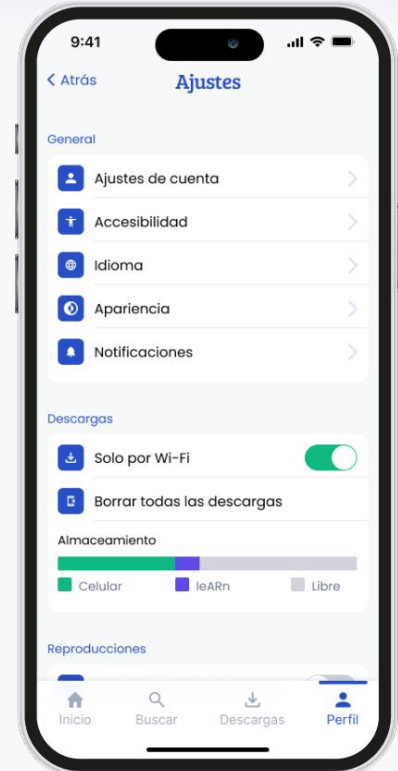 9:41
Atrás
Ajustes
General
Ajustes de cuenta
Accesibilidad
Idioma
Apariencia
Notificaciones
Descargas
Solo por Wi-Fi
Borrar todas las descargas
Almaceamiento
Celular leARn Libre
Reproducciones
Inicio Buscar Descargas Perfil